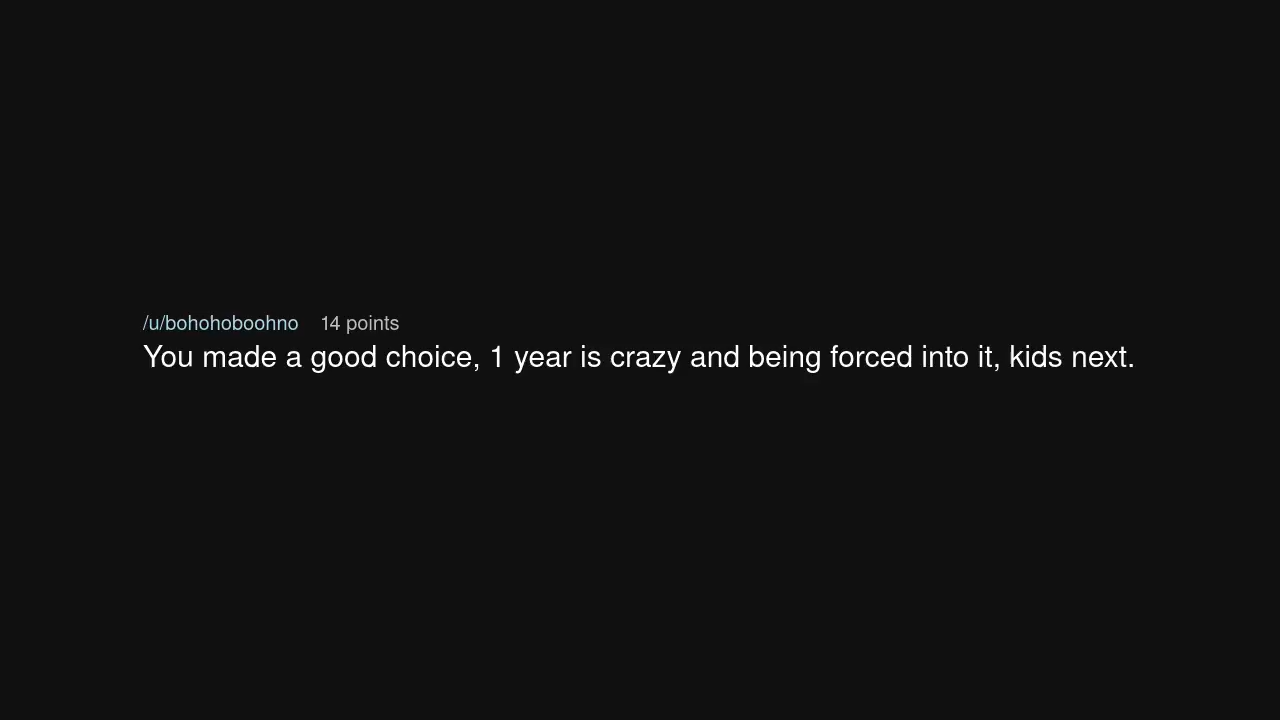 /u/bohohoboohno 14 points
You made a good choice, 1 year is crazy and being forced into it, kids next.